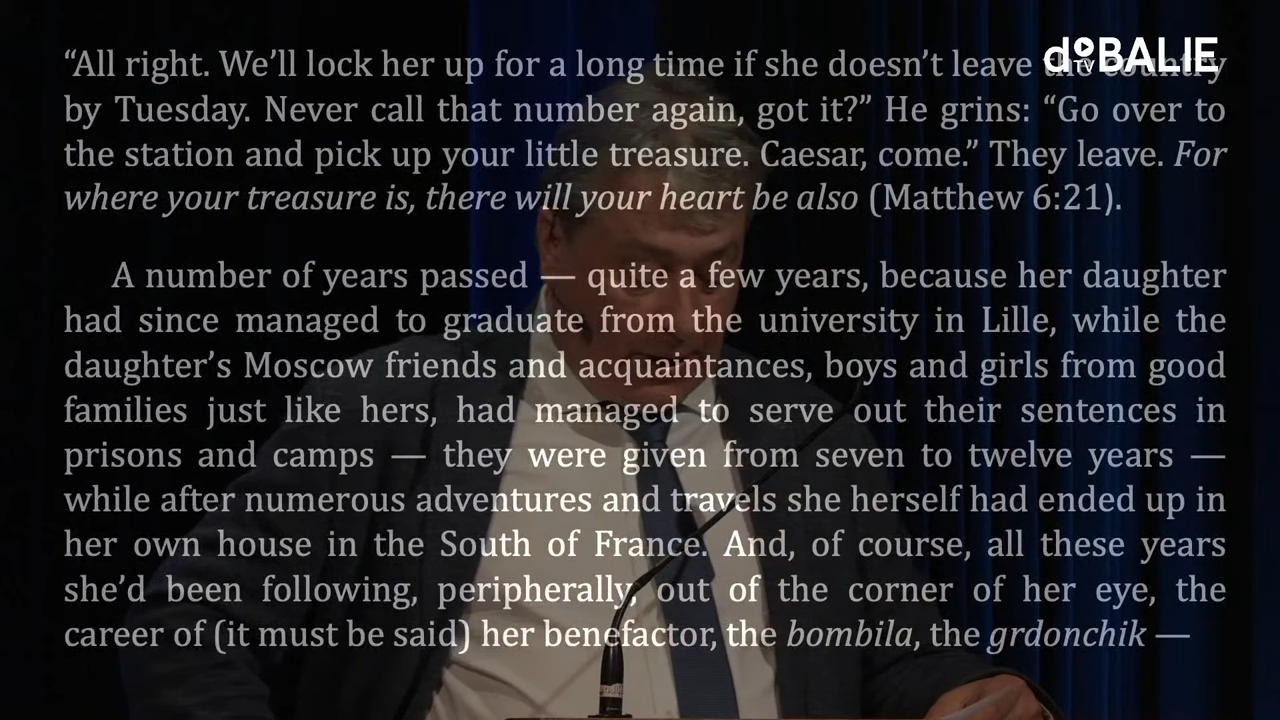 deBALIE
TV
“All right. We’ll lock her up for a long time if she doesn’t leave the country
by Tuesday. Never call that number again, got it?” He grins: “Go over to
the station and pick up your little treasure. Caesar, come.” They leave. For
where your treasure is, there will your heart be also (Matthew 6:21).
A number of years passed — quite a few years, because her daughter
had since managed to graduate from the university in Lille, while the
daughter’s Moscow friends and acquaintances, boys and girls from good
families just like hers, had managed to serve out their sentences in
prisons and camps — they were given from seven to twelve years —
while after numerous adventures and travels she herself had ended up in
her own house in the South of France. And, of course, all these years
she’d been following, peripherally, out of the corner of her eye, the
career of (it must be said) her benefactor, the bombila, the grdonchik —